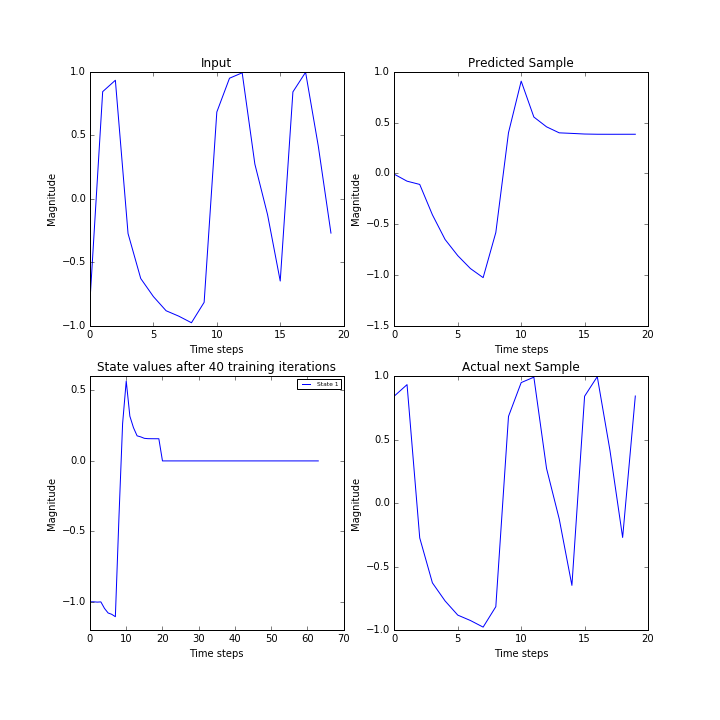 Input
Magnitude
1.0
0.5
0.0
−0.5
−1.0
0 5 10 15 20
Time steps
Predicted Sample
Magnitude
1.0
0.5
0.0
−0.5
−1.0
−1.5
0 5 10 15 20
Time steps
State values after 40 training iterations
State 1
Magnitude
0.5
0.0
−0.5
−1.0
0 10 20 30 40 50 60 70
Time steps
Actual next Sample
Magnitude
1.0
0.5
0.0
−0.5
−1.0
0 5 10 15 20
Time steps